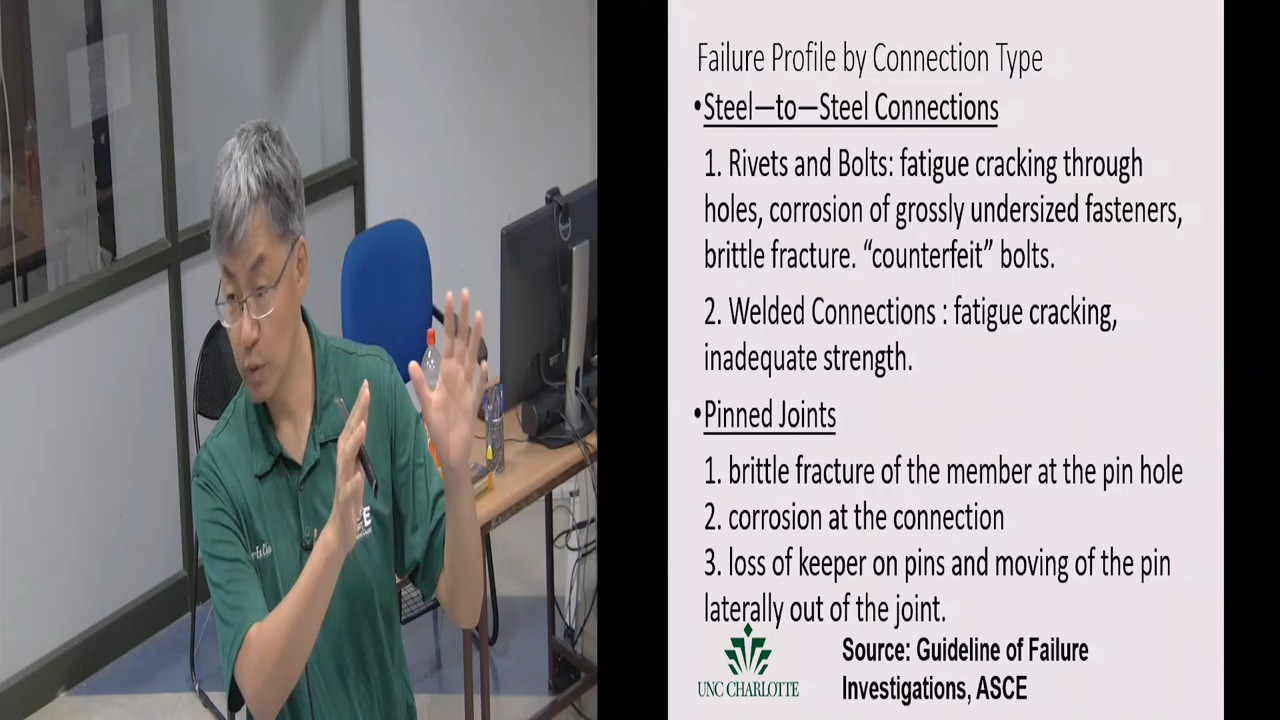 Failure Profile by Connection Type
•Steel—to—Steel Connections
1. Rivets and Bolts: fatigue cracking through
holes, corrosion of grossly undersized fasteners,
brittle fracture. “counterfeit” bolts.
2. Welded Connections : fatigue cracking,
inadequate strength.
•Pinned Joints
1. brittle fracture of the member at the pin hole
2. corrosion at the connection
3. loss of keeper on pins and moving of the pin
laterally out of the joint.
UNC CHARLOTTE
Source: Guideline of Failure
Investigations, ASCE